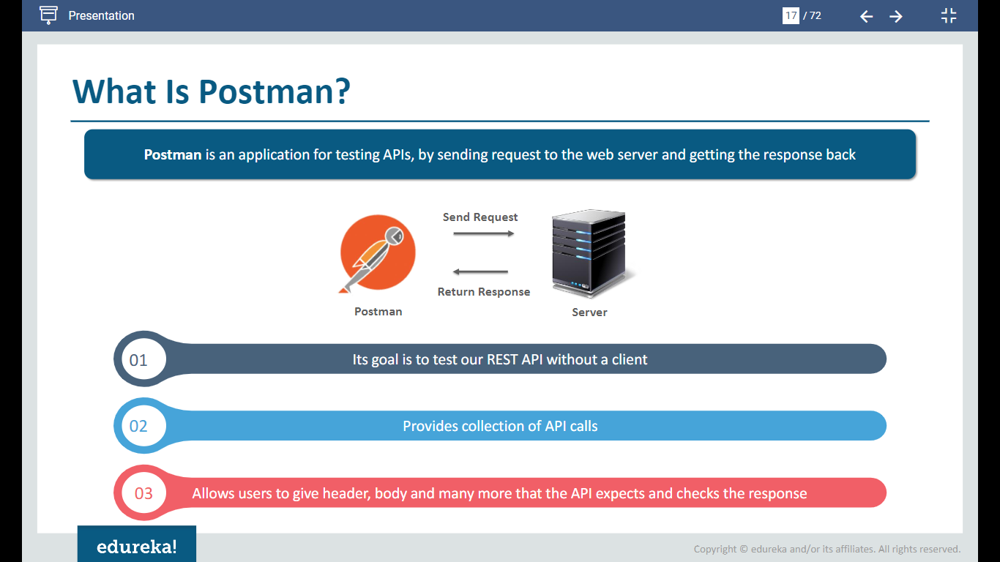 Presentation
17 / 72
What Is Postman?
Postman is an application for testing APIs, by sending request to the web server and getting the response back
Send Request
Return Response
Postman
Server
01
Its goal is to test our REST API without a client
02
Provides collection of API calls
03
Allows users to give header, body and many more that the API expects and checks the response
edureka!
Copyright © edureka and/or its affiliates. All rights reserved.